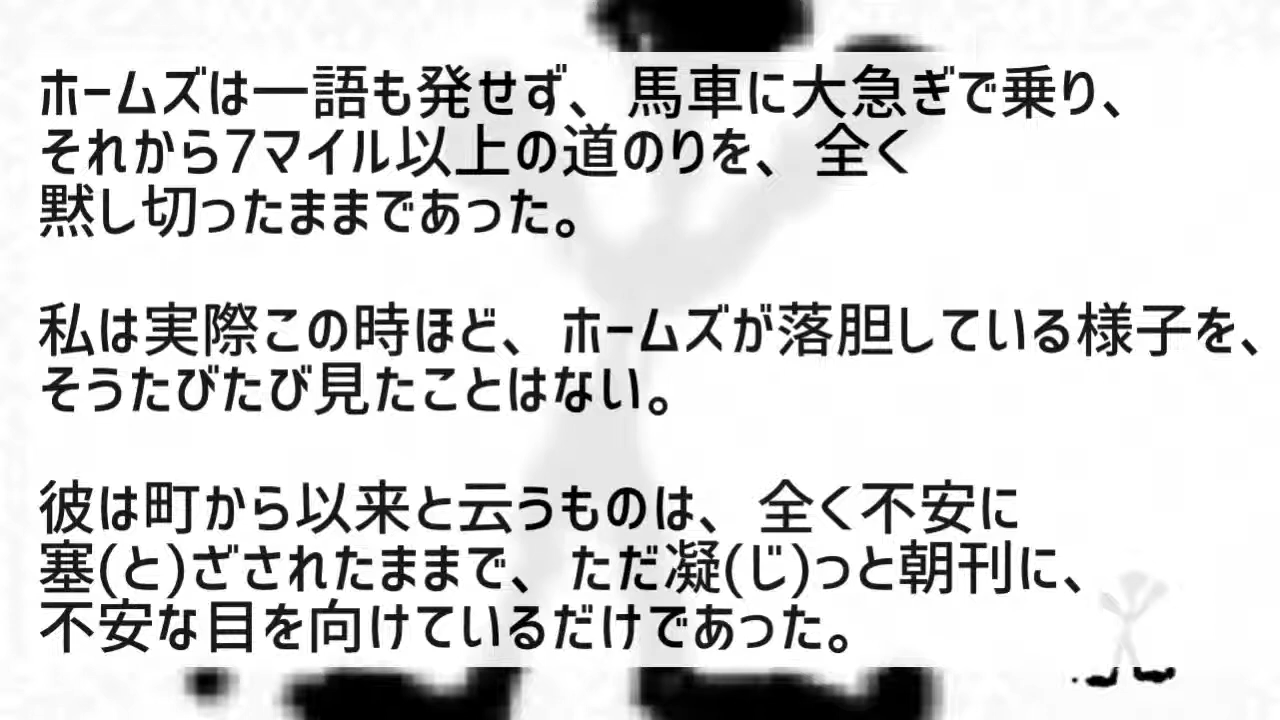 ホームズは一語も発せず、馬車に大急ぎで乗り、
それから7マイル以上の道のりを、全く
黙し切ったままであった。
私は実際この時ほど、ホームズが落胆している様子を、
そうたびたび見たことはない。
彼は町から以来と云うものは、全く不安に
塞(と)ざされたままで、ただ凝(じ)っと朝刊に、
不安な目を向けているだけであった。